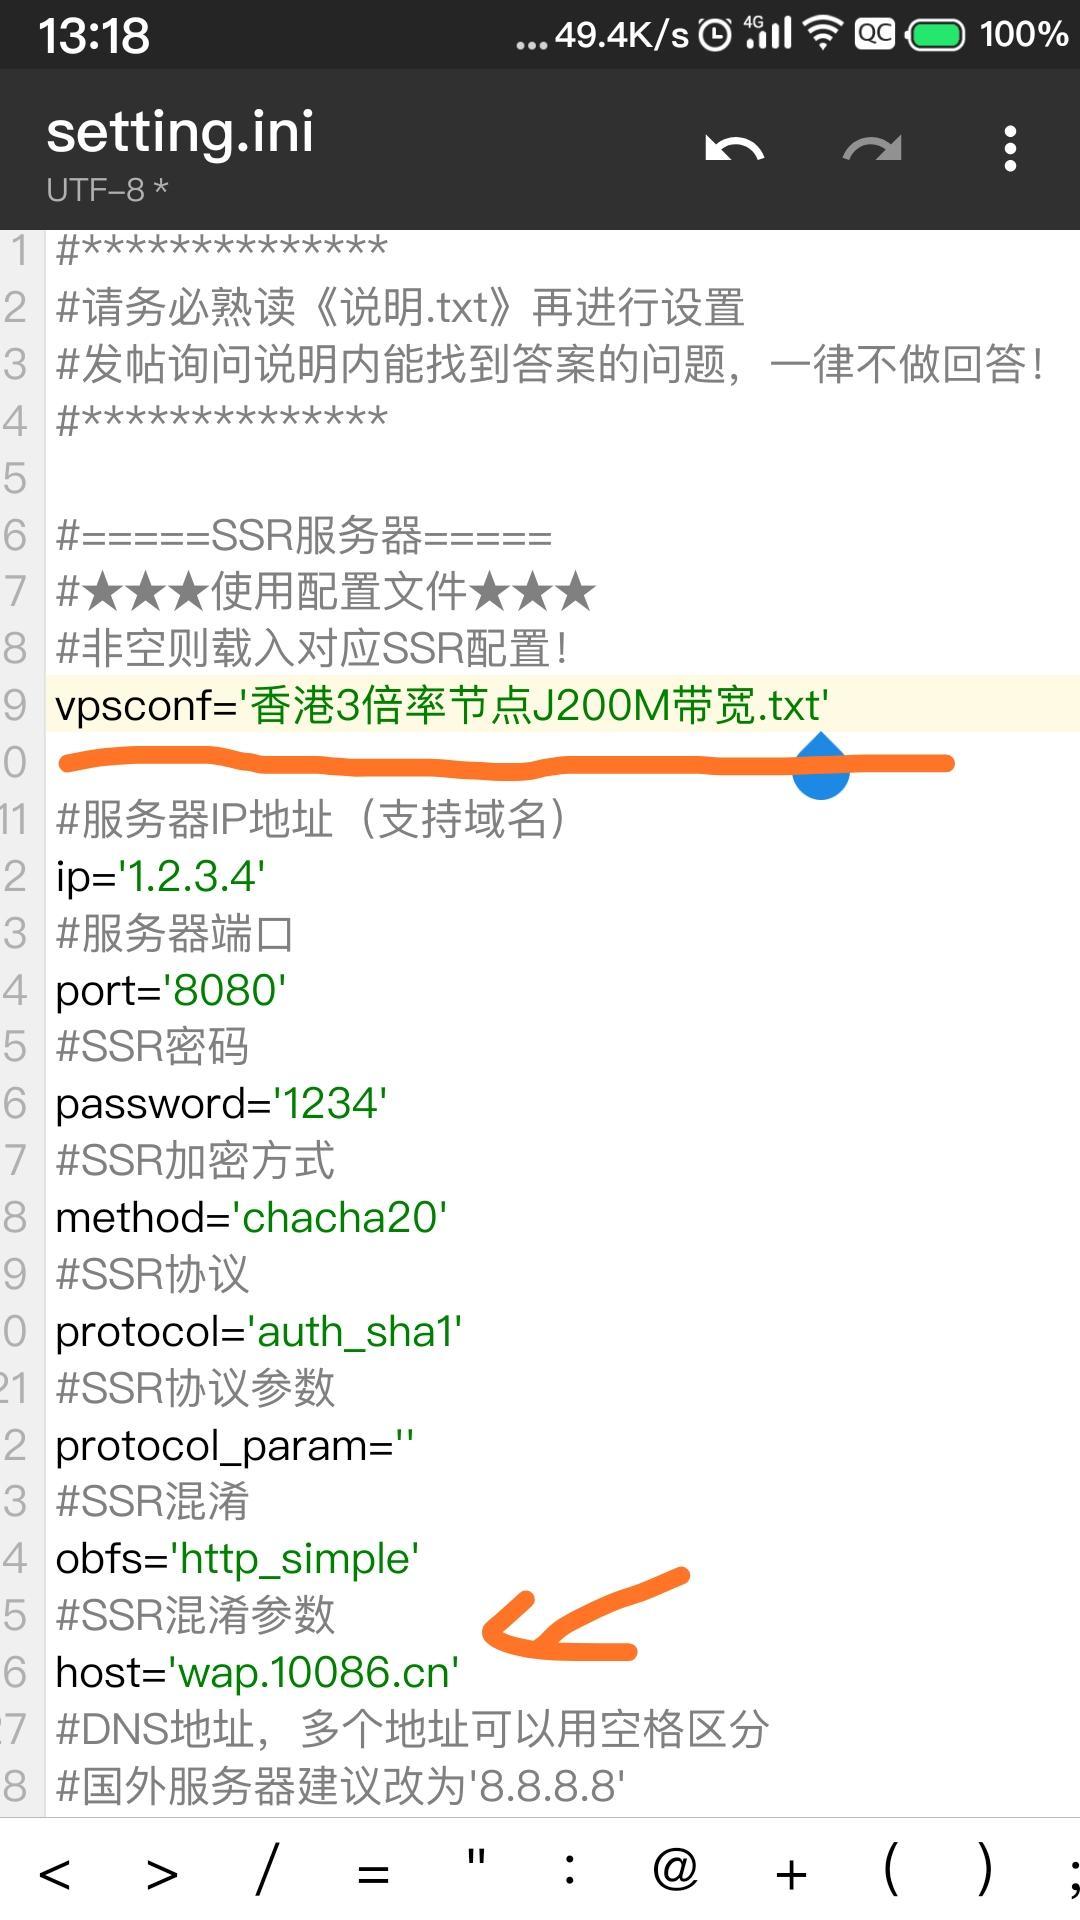 13:18
...49.4K/s 4G QC 100%
setting.ini
UTF-8 *
1 #**************
2 #请务必熟读《说明.txt》再进行设置
3 #发帖询问说明内能找到答案的问题，一律不做回答！
4 #**************
5
6 #=====SSR服务器=====
7 #★★★使用配置文件★★★
8 #非空则载入对应SSR配置！
9 vpsconf='香港3倍率节点J200M带宽.txt'
0
11 #服务器IP地址（支持域名）
2 ip='1.2.3.4'
3 #服务器端口
4 port='8080'
5 #SSR密码
6 password='1234'
7 #SSR加密方式
8 method='chacha20'
9 #SSR协议
0 protocol='auth_sha1'
21 #SSR协议参数
2 protocol_param=''
3 #SSR混淆
4 obfs='http_simple'
5 #SSR混淆参数
6 host='wap.10086.cn'
27 #DNS地址，多个地址可以用空格区分
8 #国外服务器建议改为'8.8.8.8'
< > / = " : @ + ( ) ;